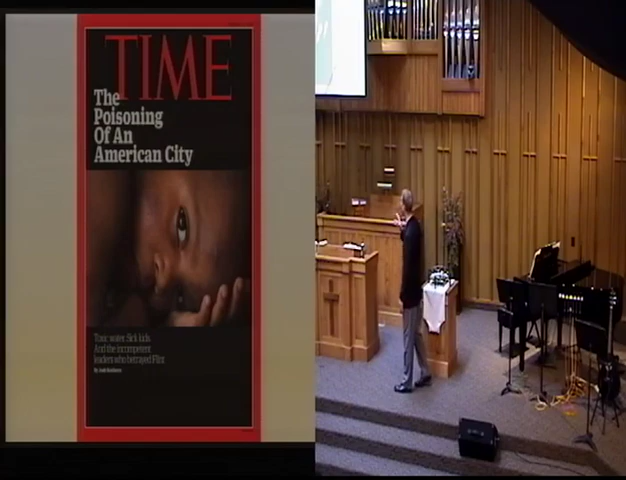 TIME
The
Poisoning
Of An
American City
Toxic water. Sick kids.
And the incompetent
leaders who betrayed Flint